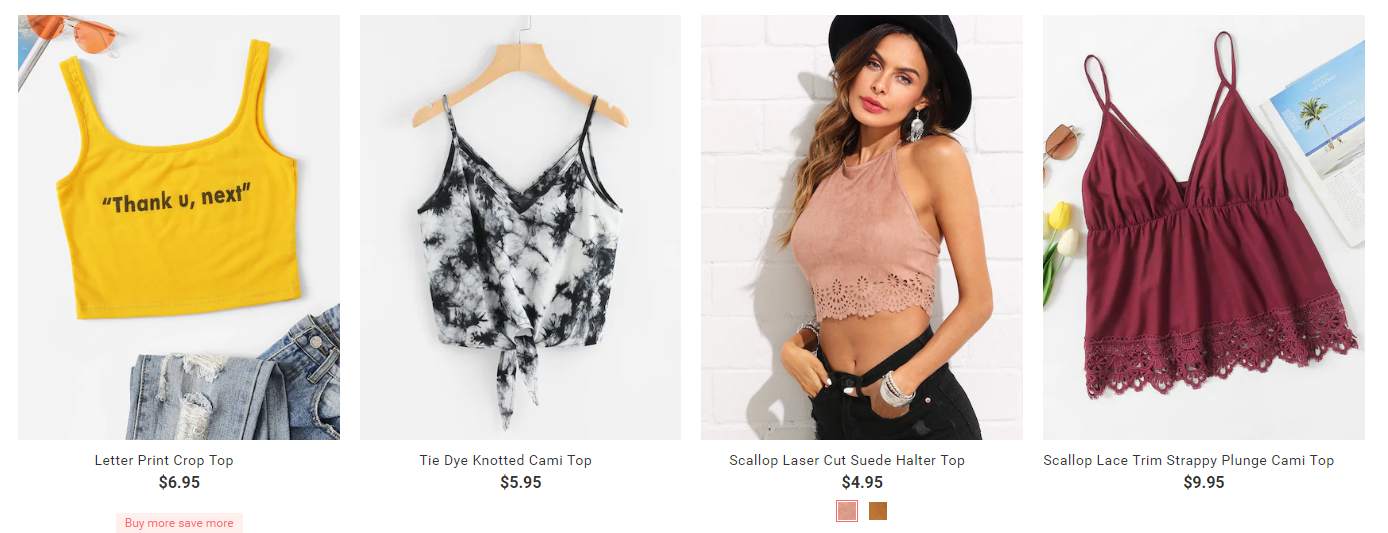 “Thank u, next”
Letter Print Crop Top
$6.95
Buy more save more
Tie Dye Knotted Cami Top
$5.95
Scallop Laser Cut Suede Halter Top
$4.95
Scallop Lace Trim Strappy Plunge Cami Top
$9.95